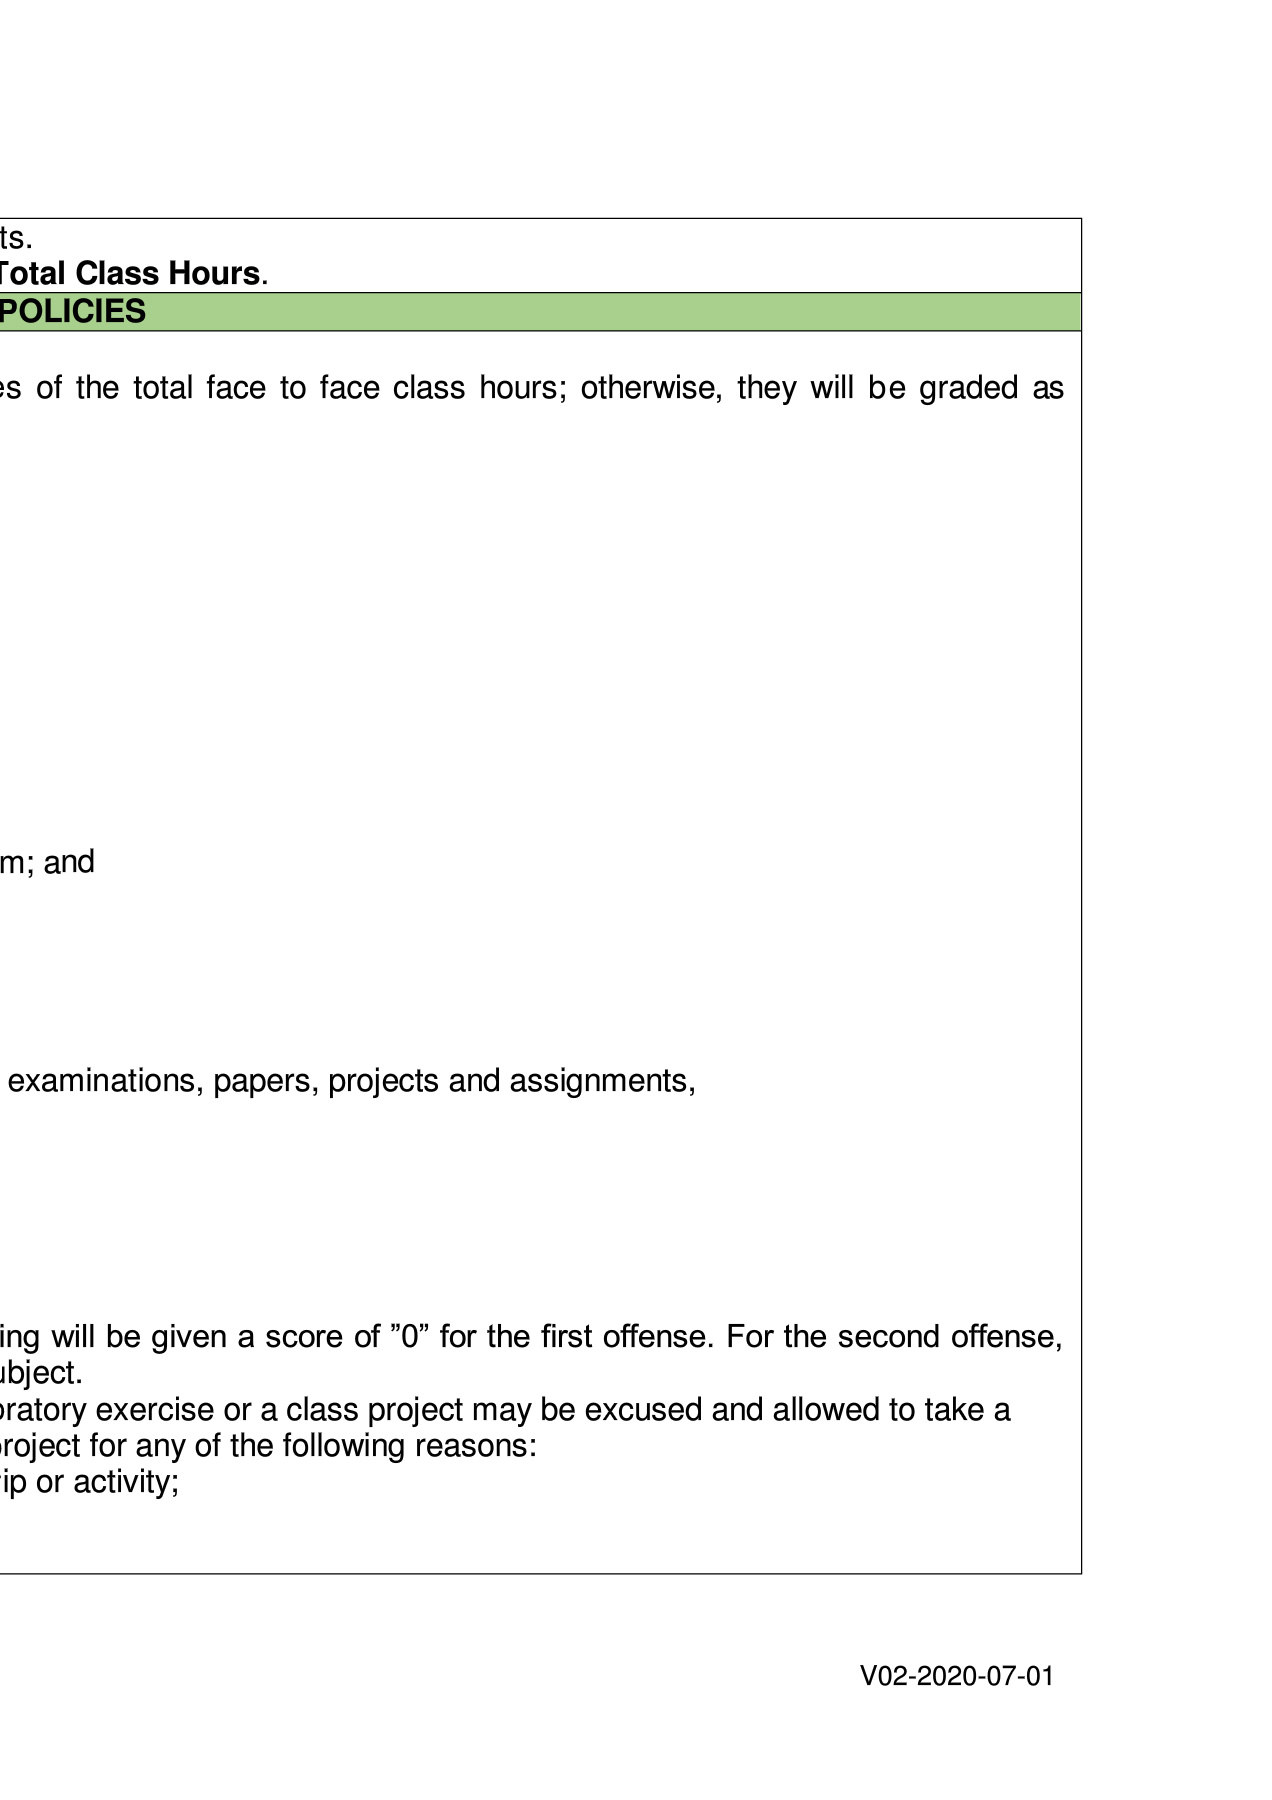 ts.
Total Class Hours.
POLICIES
es of the total face to face class hours; otherwise, they will be graded as
m; and
examinations, papers, projects and assignments,
ing will be given a score of ”0” for the first offense. For the second offense,
ubject.
oratory exercise or a class project may be excused and allowed to take a
project for any of the following reasons:
rip or activity;
V02-2020-07-01